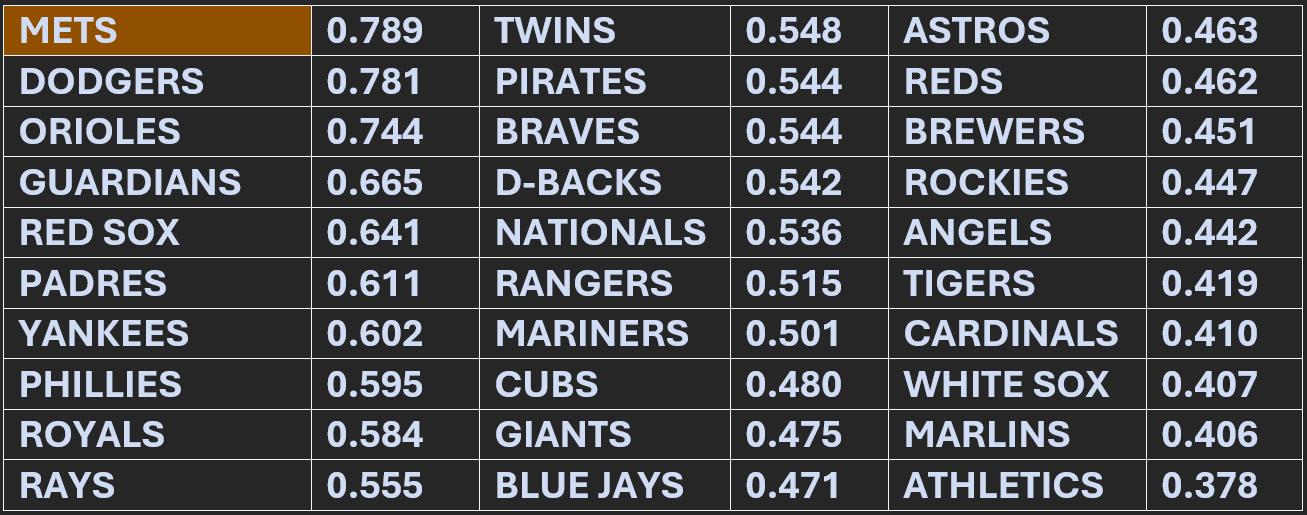 METS 0.789 TWINS 0.548 ASTROS 0.463
DODGERS 0.781 PIRATES 0.544 REDS 0.462
ORIOLES 0.744 BRAVES 0.544 BREWERS 0.451
GUARDIANS 0.665 D-BACKS 0.542 ROCKIES 0.447
RED SOX 0.641 NATIONALS 0.536 ANGELS 0.442
PADRES 0.611 RANGERS 0.515 TIGERS 0.419
YANKEES 0.602 MARINERS 0.501 CARDINALS 0.410
PHILLIES 0.595 CUBS 0.480 WHITE SOX 0.407
ROYALS 0.584 GIANTS 0.475 MARLINS 0.406
RAYS 0.555 BLUE JAYS 0.471 ATHLETICS 0.378